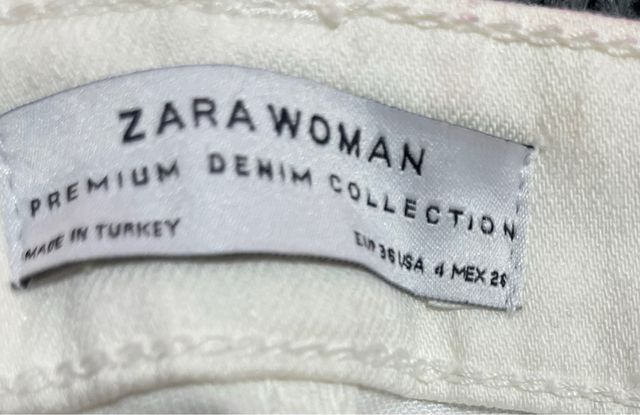 ZARA WOMAN
PREMIUM DENIM COLLECTION
MADE IN TURKEY
EUR 36 USA 4 MEX 26